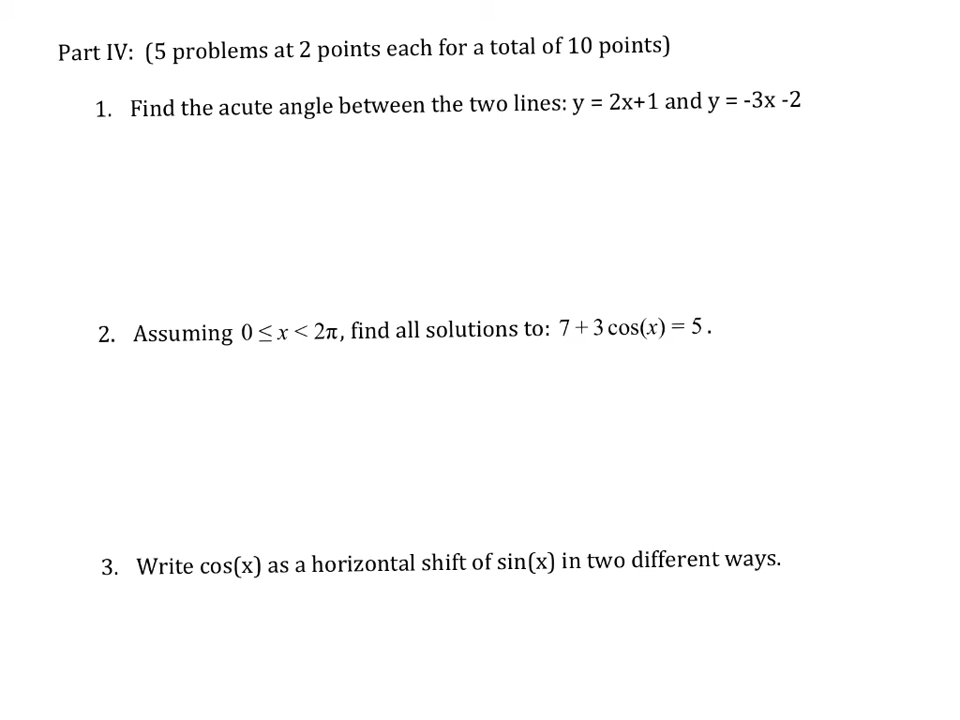 Part IV: (5 problems at 2 points each for a total of 10 points)
1. Find the acute angle between the two lines: y = 2x+1 and y = -3x -2
2. Assuming 0 ≤ x < 2π, find all solutions to: 7 + 3 cos(x) = 5 .
3. Write cos(x) as a horizontal shift of sin(x) in two different ways.